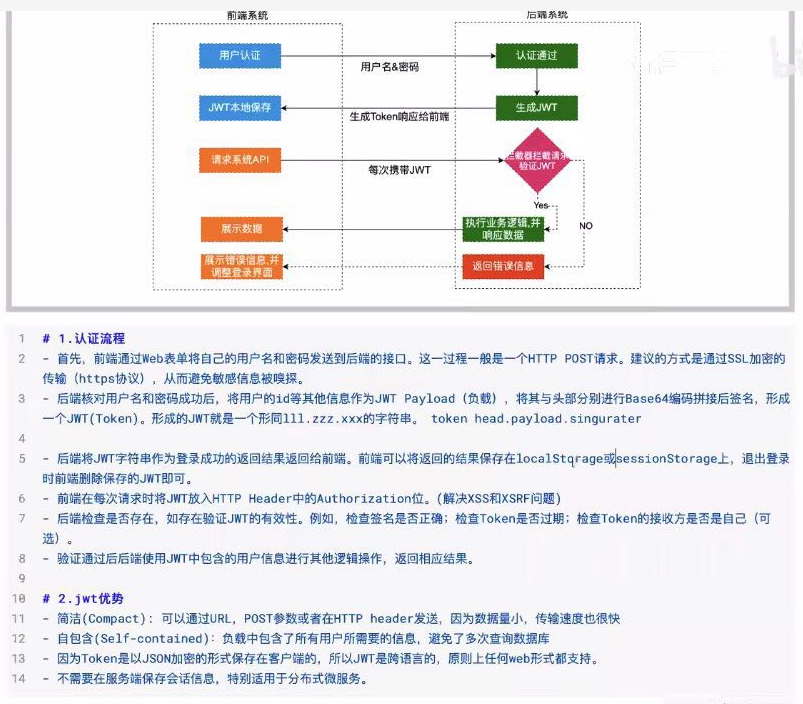 前端系统
后端系统
用户认证
用户名&密码
认证通过
JWT本地保存
生成Token响应给前端
生成JWT
请求系统API
每次携带JWT
拦截器拦截请求
验证JWT
Yes
NO
展示数据
执行业务逻辑,并
响应数据
展示错误信息,并
调整登录界面
返回错误信息
1 # 1.认证流程
2 - 首先，前端通过Web表单将自己的用户名和密码发送到后端的接口。这一过程一般是一个HTTP POST请求。建议的方式是通过SSL加密的
传输（https协议），从而避免敏感信息被嗅探。
3 - 后端核对用户名和密码成功后，将用户的id等其他信息作为JWT Payload（负载），将其与头部分别进行Base64编码拼接后签名，形成
一个JWT(Token)。形成的JWT就是一个形同lll.zzz.xxx的字符串。 token head.payload.singurater
4
5 - 后端将JWT字符串作为登录成功的返回结果返回给前端。前端可以将返回的结果保存在localStorage或sessionStorage上，退出登录
时前端删除保存的JWT即可。
6 - 前端在每次请求时将JWT放入HTTP Header中的Authorization位。(解决XSS和XSRF问题)
7 - 后端检查是否存在，如存在验证JWT的有效性。例如，检查签名是否正确；检查Token是否过期；检查Token的接收方是否是自己（可
选）。
8 - 验证通过后后端使用JWT中包含的用户信息进行其他逻辑操作，返回相应结果。
9
10 # 2.jwt优势
11 - 简洁(Compact)：可以通过URL，POST参数或者在HTTP header发送，因为数据量小，传输速度也很快
12 - 自包含(Self-contained)：负载中包含了所有用户所需要的信息，避免了多次查询数据库
13 - 因为Token是以JSON加密的形式保存在客户端的，所以JWT是跨语言的，原则上任何web形式都支持。
14 - 不需要在服务端保存会话信息，特别适用于分布式微服务。